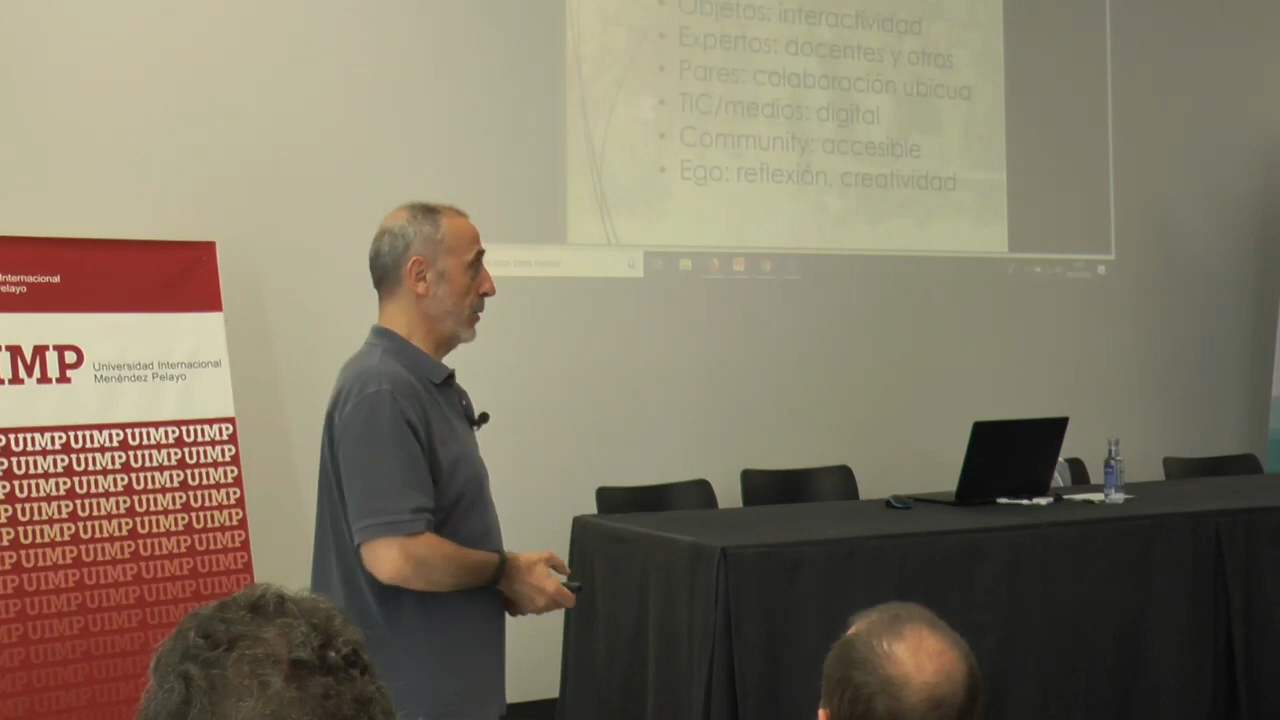 Objetos: interactividad
• Expertos: docentes y otros
• Pares: colaboración ubicua
• TIC/medios: digital
• Community: accesible
• Ego: reflexión, creatividad
Internacional
elayo
IMP
Universidad Internacional
Menéndez Pelayo
UIMP UIMP UIMP UIMP
UIMP UIMP UIMP UIMP
UIMP UIMP UIMP UIMP
UIMP UIMP UIMP UIMP
UIMP UIMP UIMP UIMP
UIMP UIMP UIMP UIMP
UIMP UIMP UIMP UIMP
UIMP UIMP UIMP UIMP